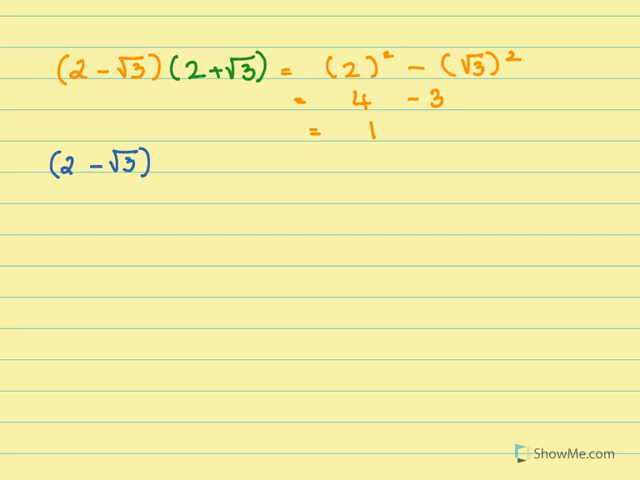 (2 - √3) (2+√3) = (2)² - (√3)²
= 4 - 3
= 1
(2 - √3)
ShowMe.com